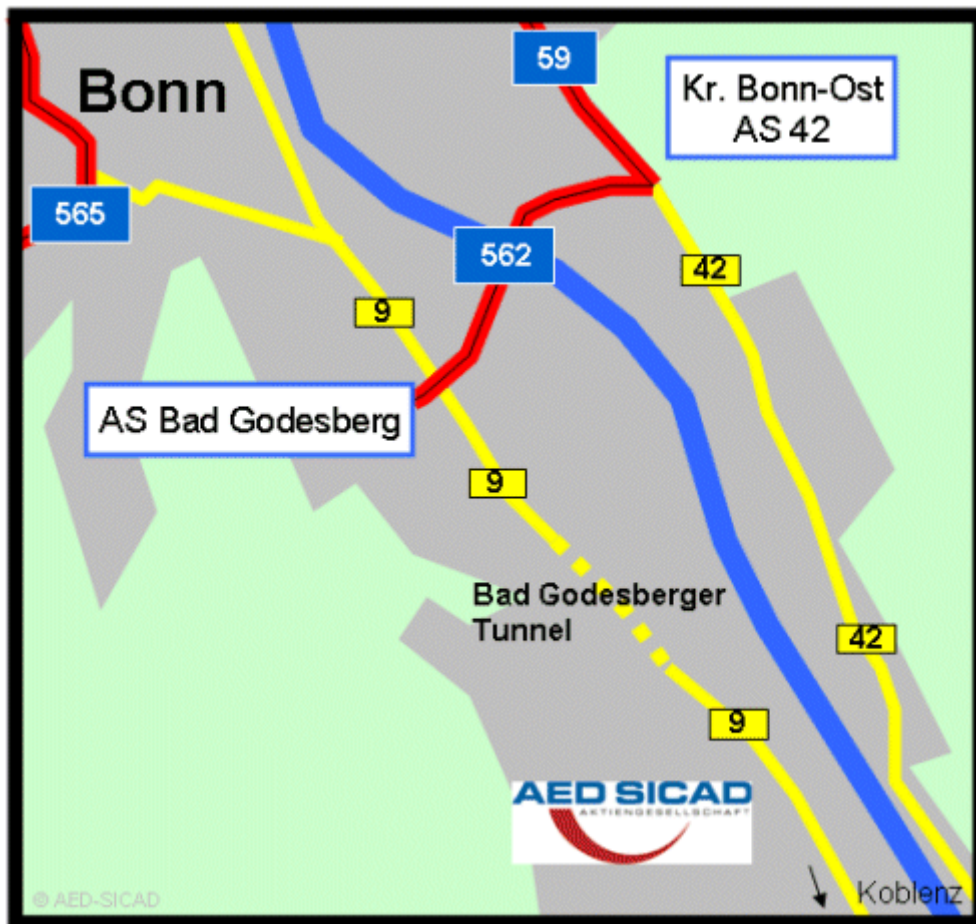 59
Kr. Bonn-Ost
AS 42
Bonn
565
562
42
9
AS Bad Godesberg
9
Bad Godesberger
Tunnel
42
9
AED SICAD
AKTIENGESELLSCHAFT
© AED-SICAD
Koblenz